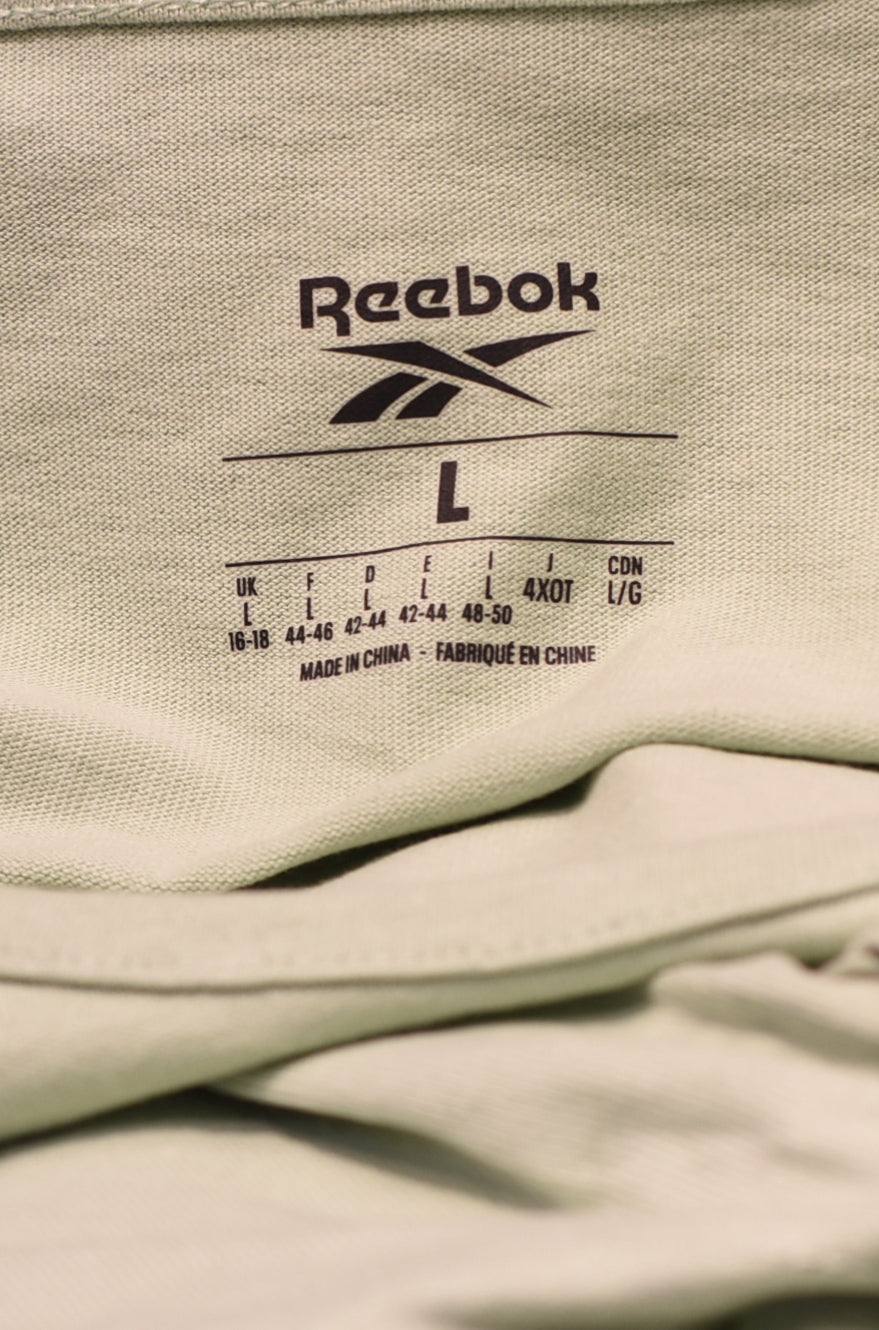 Reebok
L
UK F D E I J CDN
L L L L L 4XOT L/G
16-18 44-46 42-44 42-44 48-50
MADE IN CHINA - FABRIQUÉ EN CHINE